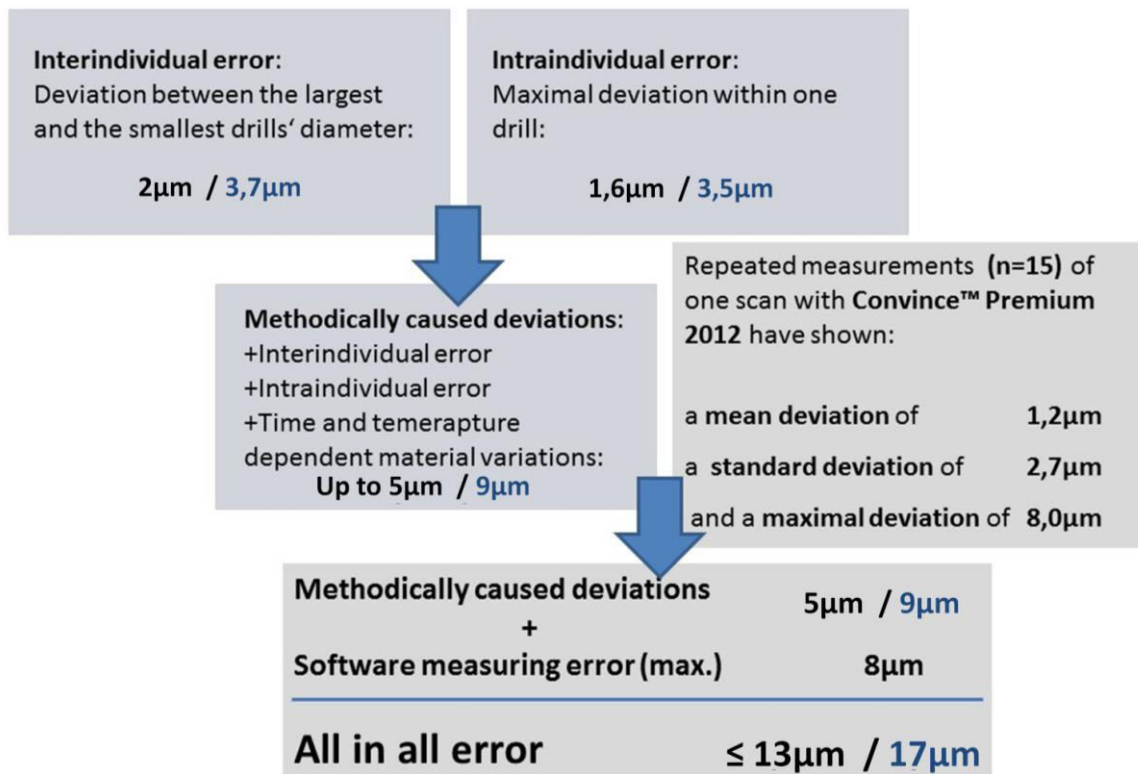 Interindividual error:
Deviation between the largest
and the smallest drills‘ diameter:
2µm / 3,7µm
Intraindividual error:
Maximal deviation within one
drill:
1,6µm / 3,5µm
Methodically caused deviations:
+Interindividual error
+Intraindividual error
+Time and temerapture
dependent material variations:
Up to 5µm / 9µm
Repeated measurements (n=15) of
one scan with Convince™ Premium
2012 have shown:
a mean deviation of 1,2µm
a standard deviation of 2,7µm
and a maximal deviation of 8,0µm
Methodically caused deviations 5µm / 9µm
+
Software measuring error (max.) 8µm
All in all error ≤ 13µm / 17µm